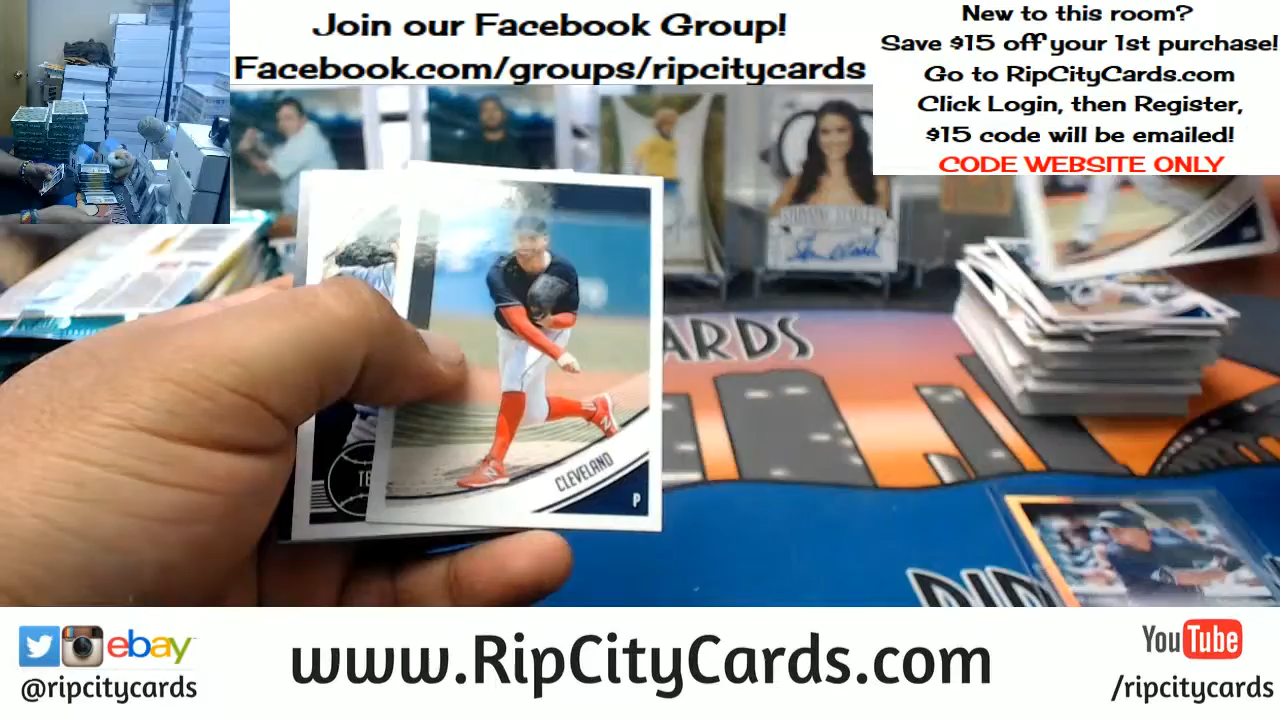 Join our Facebook Group!
Facebook.com/groups/ripcitycards
New to this room?
Save $15 off your 1st purchase!
Go to RipCityCards.com
Click Login, then Register,
$15 code will be emailed!
CODE WEBSITE ONLY
ARDS
CLEVELAND
P
TE
RIP
ebay
@ripcitycards
www.RipCityCards.com
YouTube
/ripcitycards